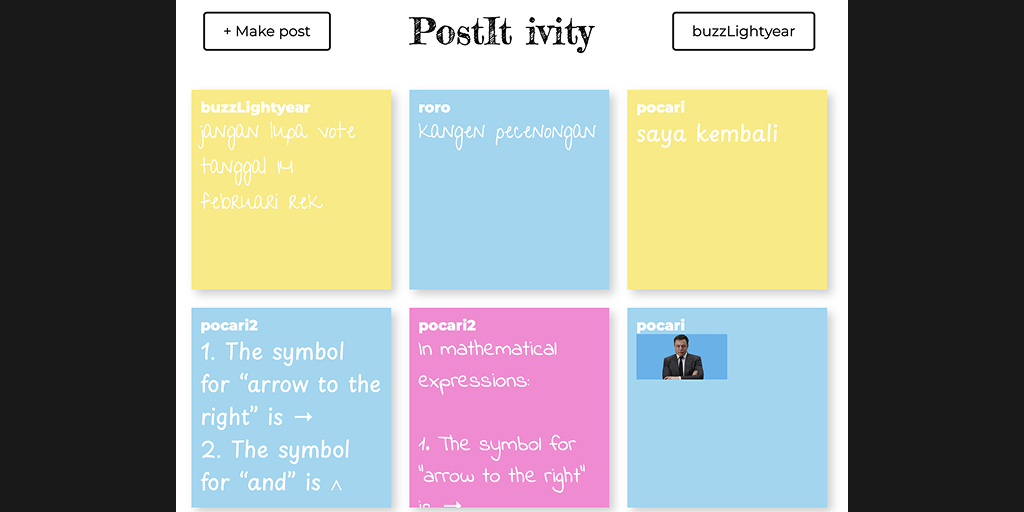 + Make post
PostIt ivity
buzzLightyear
buzzLightyear
jangan lupa vote
tanggal 14
februari rek
roro
kangen pecenongan
pocari
saya kembali
pocari2
1. The symbol
for “arrow to the
right” is →
2. The symbol
for “and” is ∧
pocari2
In mathematical
expressions:
1. The symbol for
"arrow to the right"
is →
pocari